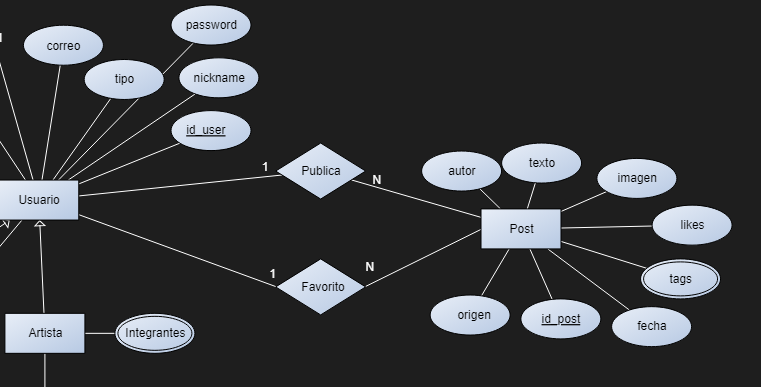 password
correo
tipo
nickname
id_user
1
Publica
N
autor
texto
imagen
Usuario
Post
likes
1
Favorito
N
tags
origen
id_post
fecha
Artista
Integrantes